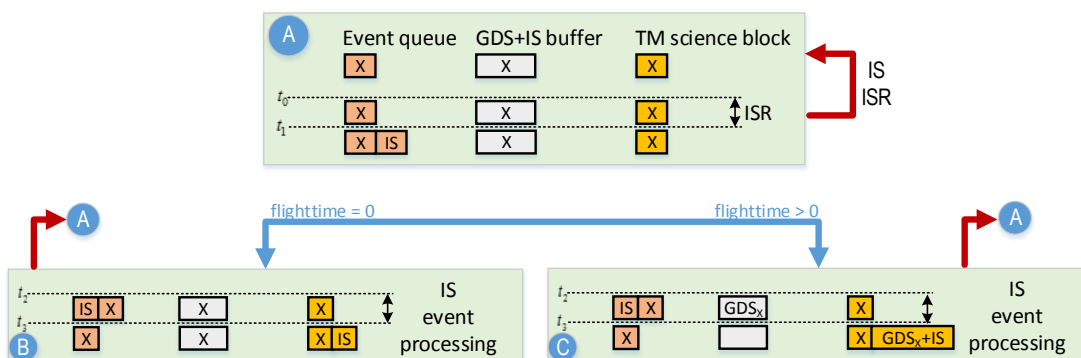 A
Event queue GDS+IS buffer TM science block
X X X
t0
X X X
ISR
t1
X IS X X
IS
ISR
A
flighttime = 0
flighttime > 0
A
t2
IS X X X
t3
X X X IS
B
IS
event
processing
t2
IS X GDSX X
t3
X X GDSX+IS
C
IS
event
processing